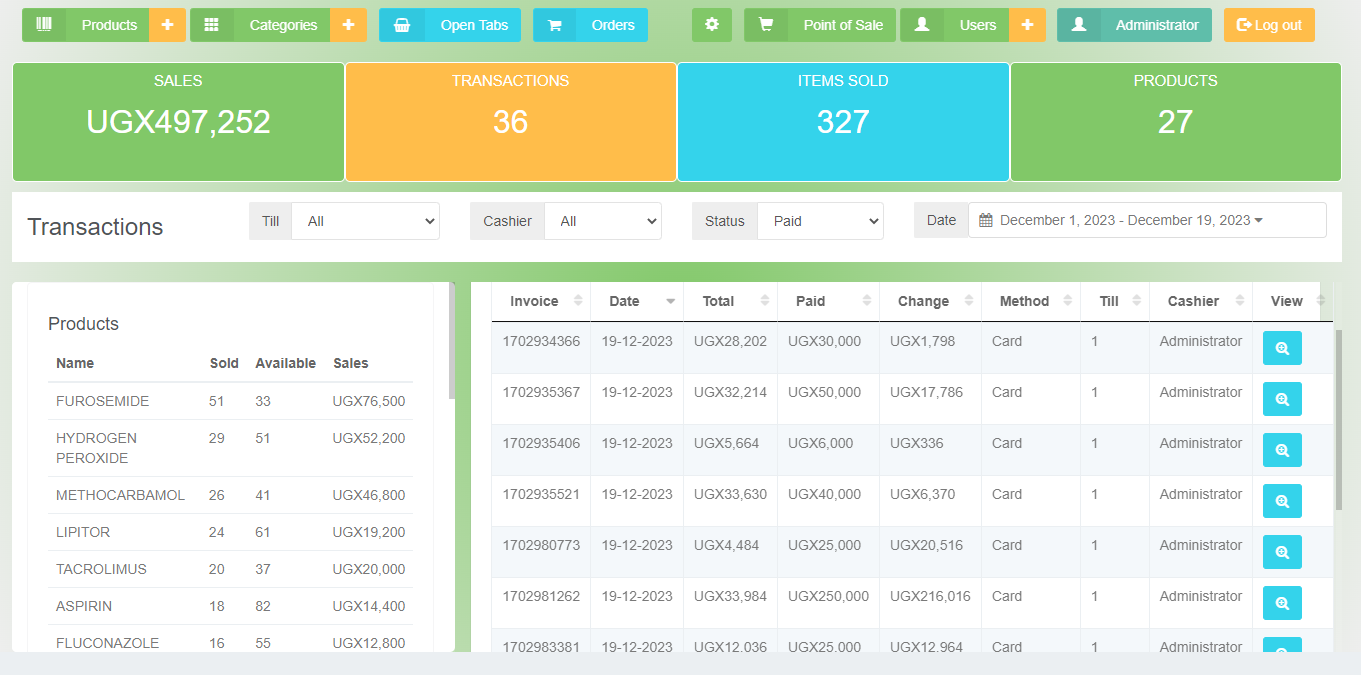 Products + Categories + Open Tabs Orders Point of Sale Users + Administrator Log out
SALES TRANSACTIONS ITEMS SOLD PRODUCTS
UGX497,252 36 327 27
Transactions Till All Cashier All Status Paid Date December 1, 2023 - December 19, 2023
Products
Name Sold Available Sales
FUROSEMIDE 51 33 UGX76,500
HYDROGEN 29 51 UGX52,200
PEROXIDE
METHOCARBAMOL 26 41 UGX46,800
LIPITOR 24 61 UGX19,200
TACROLIMUS 20 37 UGX20,000
ASPIRIN 18 82 UGX14,400
FLUCONAZOLE 16 55 UGX12,800
Invoice Date Total Paid Change Method Till Cashier View
1702934366 19-12-2023 UGX28,202 UGX30,000 UGX1,798 Card 1 Administrator
1702935367 19-12-2023 UGX32,214 UGX50,000 UGX17,786 Card 1 Administrator
1702935406 19-12-2023 UGX5,664 UGX6,000 UGX336 Card 1 Administrator
1702935521 19-12-2023 UGX33,630 UGX40,000 UGX6,370 Card 1 Administrator
1702980773 19-12-2023 UGX4,484 UGX25,000 UGX20,516 Card 1 Administrator
1702981262 19-12-2023 UGX33,984 UGX250,000 UGX216,016 Card 1 Administrator
1702983381 19-12-2023 UGX12,036 UGX25,000 UGX12,964 Card 1 Administrator